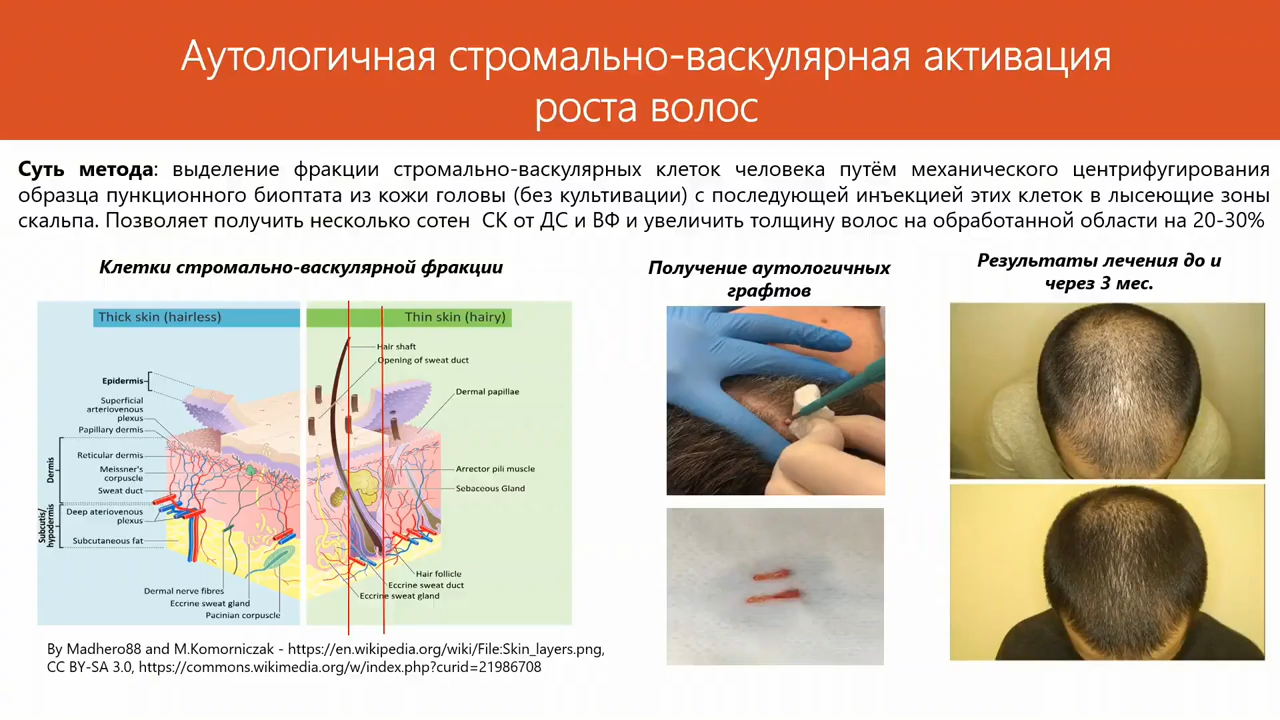 Аутологичная стромально-васкулярная активация
роста волос
Суть метода: выделение фракции стромально-васкулярных клеток человека путём механического центрифугирования
образца пункционного биоптата из кожи головы (без культивации) с последующей инъекцией этих клеток в лысеющие зоны
скальпа. Позволяет получить несколько сотен СК от ДС и ВФ и увеличить толщину волос на обработанной области на 20-30%
Клетки стромально-васкулярной фракции
Thick skin (hairless)
Thin skin (hairy)
Hair shaft
Opening of sweat duct
Epidermis
Dermal papillae
Superficial
arteriovenous
plexus
Papillary dermis
Dermis
Reticular dermis
Meissner's
corpuscle
Sweat duct
Arrector pili muscle
Sebaceous Gland
Subcutis/
hypodermis
Deep ateriovenous
plexus
Subcutaneous fat
Hair follicle
Eccrine sweat duct
Eccrine sweat gland
Dermal nerve fibres
Eccrine sweat gland
Pacinian corpuscle
By Madhero88 and M.Komorniczak - https://en.wikipedia.org/wiki/File:Skin_layers.png,
CC BY-SA 3.0, https://commons.wikimedia.org/w/index.php?curid=21986708
Получение аутологичных
графтов
Результаты лечения до и
через 3 мес.